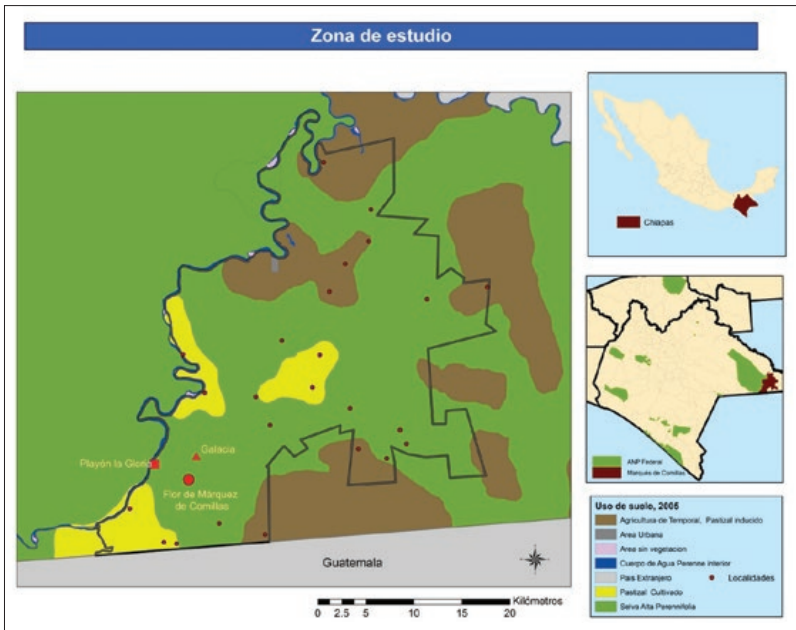 Zona de estudio
Chiapas
Galacia
Playón la Gloria
Flor de Márquez
de Comillas
ANP Federal
Marqués de Comillas
Guatemala
Kilómetros
0 2.5 5 10 15 20
Uso de suelo, 2005
Agricultura de Temporal, Pastizal inducido
Area Urbana
Area sin vegetacion
Cuerpo de Agua Perenne interior
País Extranjero
Localidades
Pastizal Cultivado
Selva Alta Perennifolia